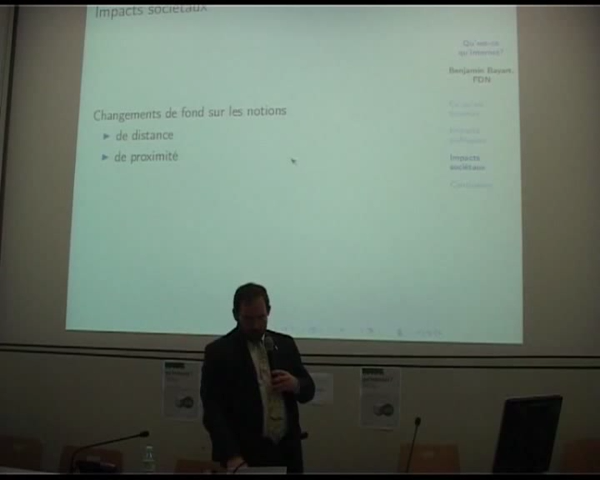 Impacts sociétaux
Changements de fond sur les notions
▶ de distance
▶ de proximité
Qu'est-ce
qu'Internet?
Benjamin Bayart,
FDN
Impacts
sociétaux
Conclusion